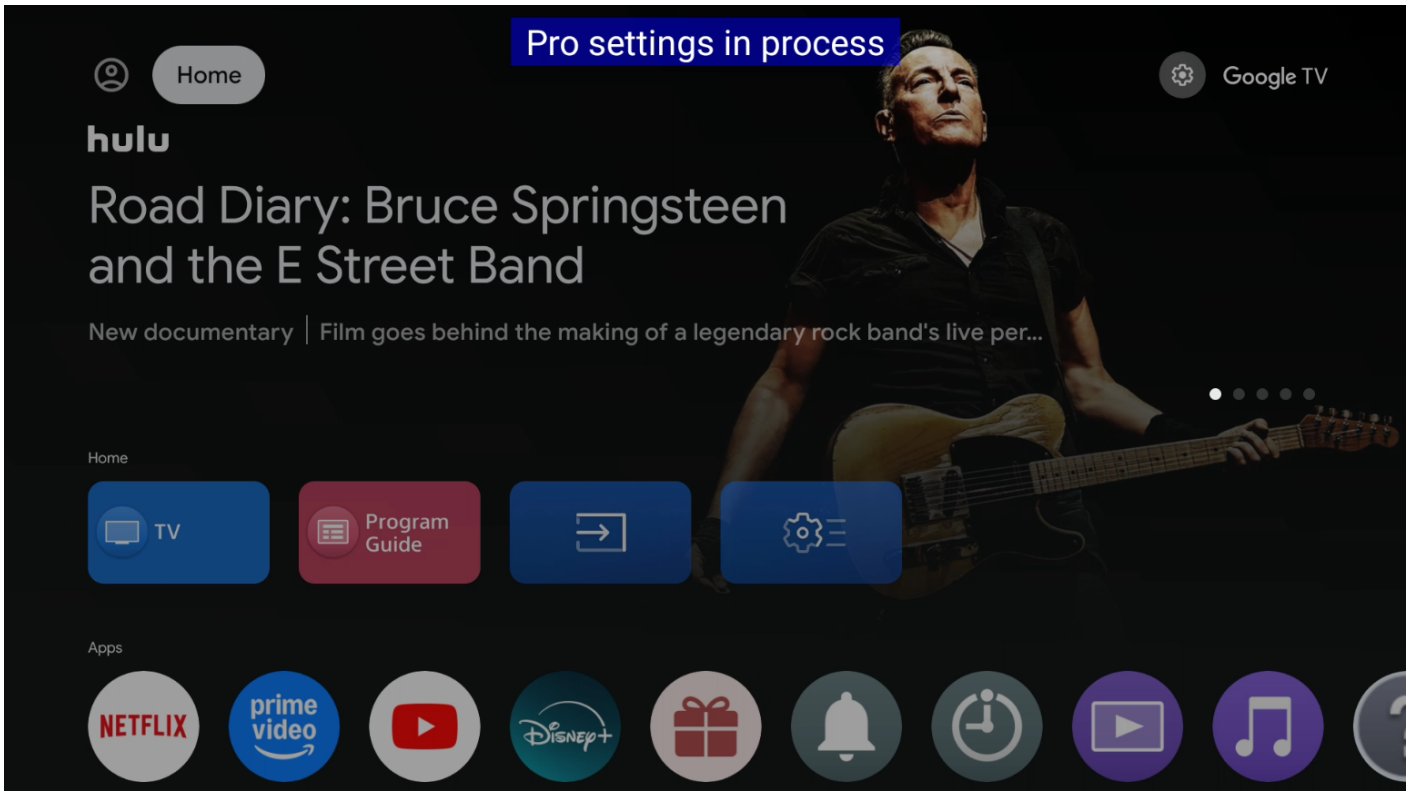 Pro settings in process
Home
Google TV
hulu
Road Diary: Bruce Springsteen
and the E Street Band
New documentary | Film goes behind the making of a legendary rock band's live per...
Home
TV
Program
Guide
Apps
NETFLIX
prime
video
Disney+
?